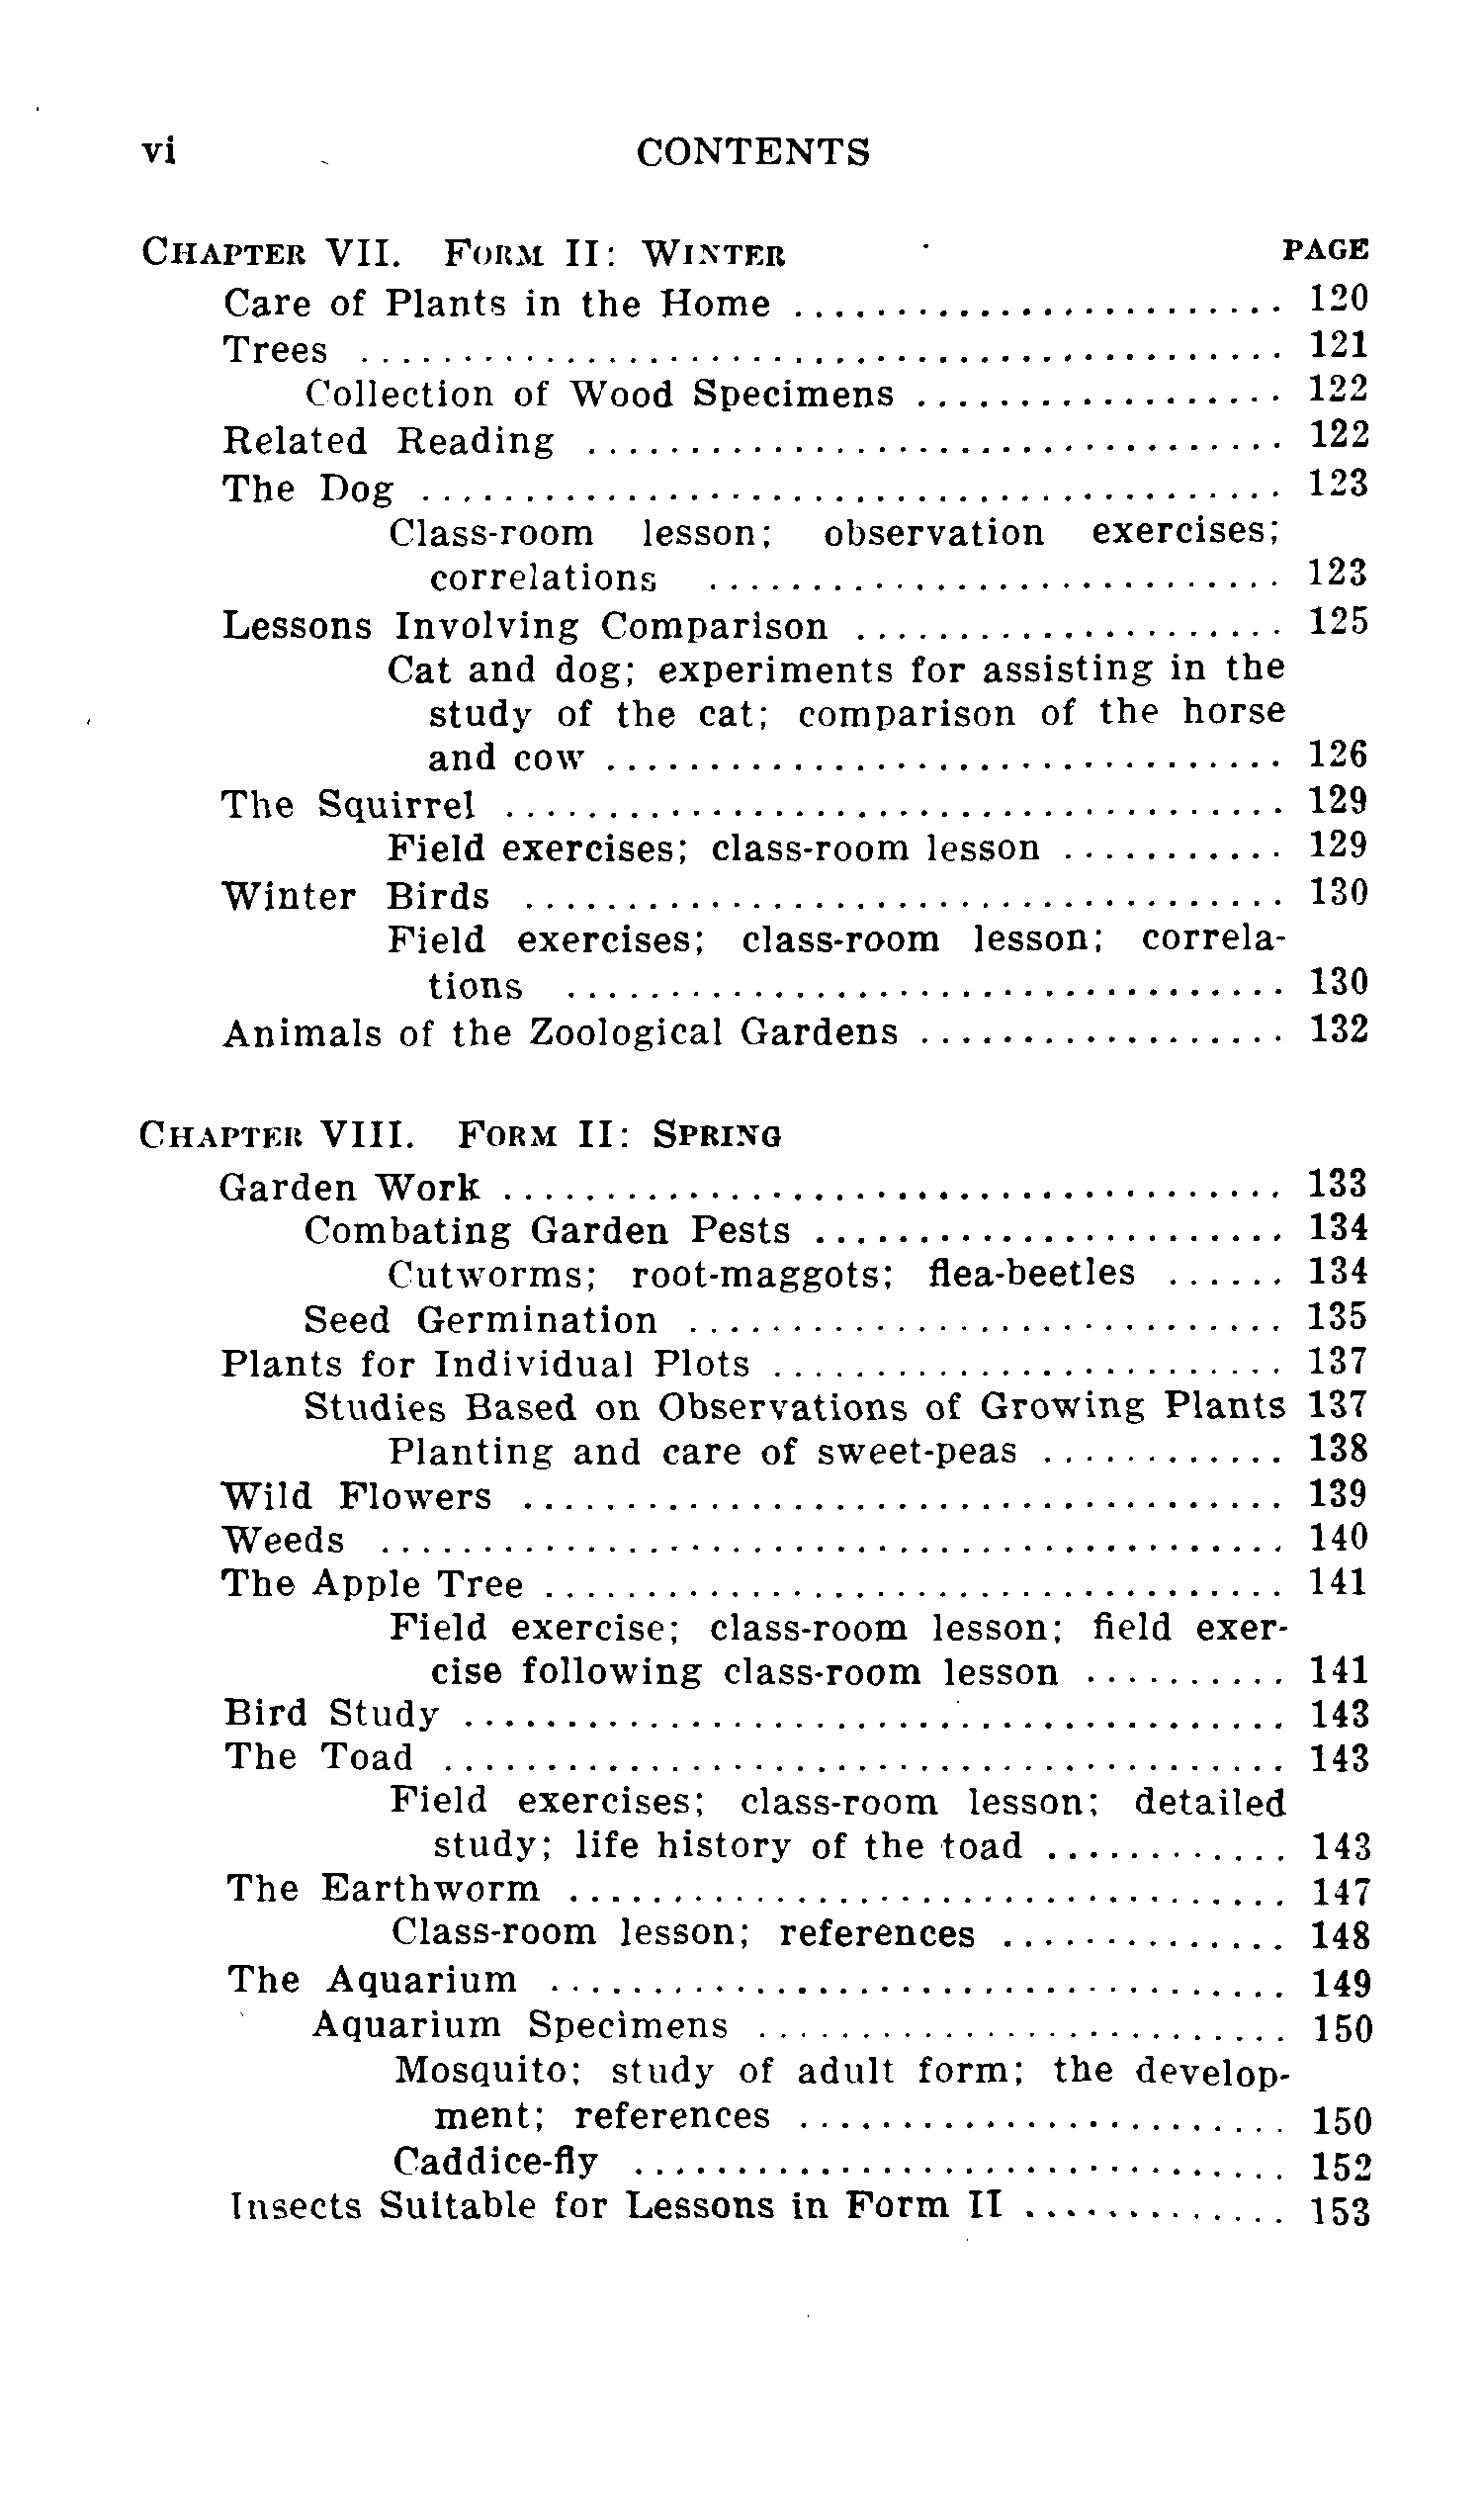 vi CONTENTS
CHAPTER VII. FORM II: WINTER PAGE
Care of Plants in the Home ........................ 120
Trees ............................................. 121
Collection of Wood Specimens .................. 122
Related Reading .................................. 122
The Dog .......................................... 123
Class-room lesson; observation exercises;
correlations ............................ 123
Lessons Involving Comparison ..................... 125
Cat and dog; experiments for assisting in the
study of the cat; comparison of the horse
and cow ................................. 126
The Squirrel ...................................... 129
Field exercises; class-room lesson ........... 129
Winter Birds ..................................... 130
Field exercises; class-room lesson; correla-
tions ................................... 130
Animals of the Zoological Gardens .................. 132
CHAPTER VIII. FORM II: SPRING
Garden Work ...................................... 133
Combating Garden Pests ....................... 134
Cutworms; root-maggots; flea-beetles ...... 134
Seed Germination ............................. 135
Plants for Individual Plots ......................... 137
Studies Based on Observations of Growing Plants 137
Planting and care of sweet-peas ............ 138
Wild Flowers ..................................... 139
Weeds ............................................ 140
The Apple Tree .................................... 141
Field exercise; class-room lesson; field exer-
cise following class-room lesson .......... 141
Bird Study ........................................ 143
The Toad ......................................... 143
Field exercises; class-room lesson; detailed
study; life history of the toad ............ 143
The Earthworm ................................... 147
Class-room lesson; references .............. 148
The Aquarium .................................... 149
Aquarium Specimens .......................... 150
Mosquito; study of adult form; the develop-
ment; references ........................ 150
Caddice-fly ................................ 152
Insects Suitable for Lessons in Form II ............. 153